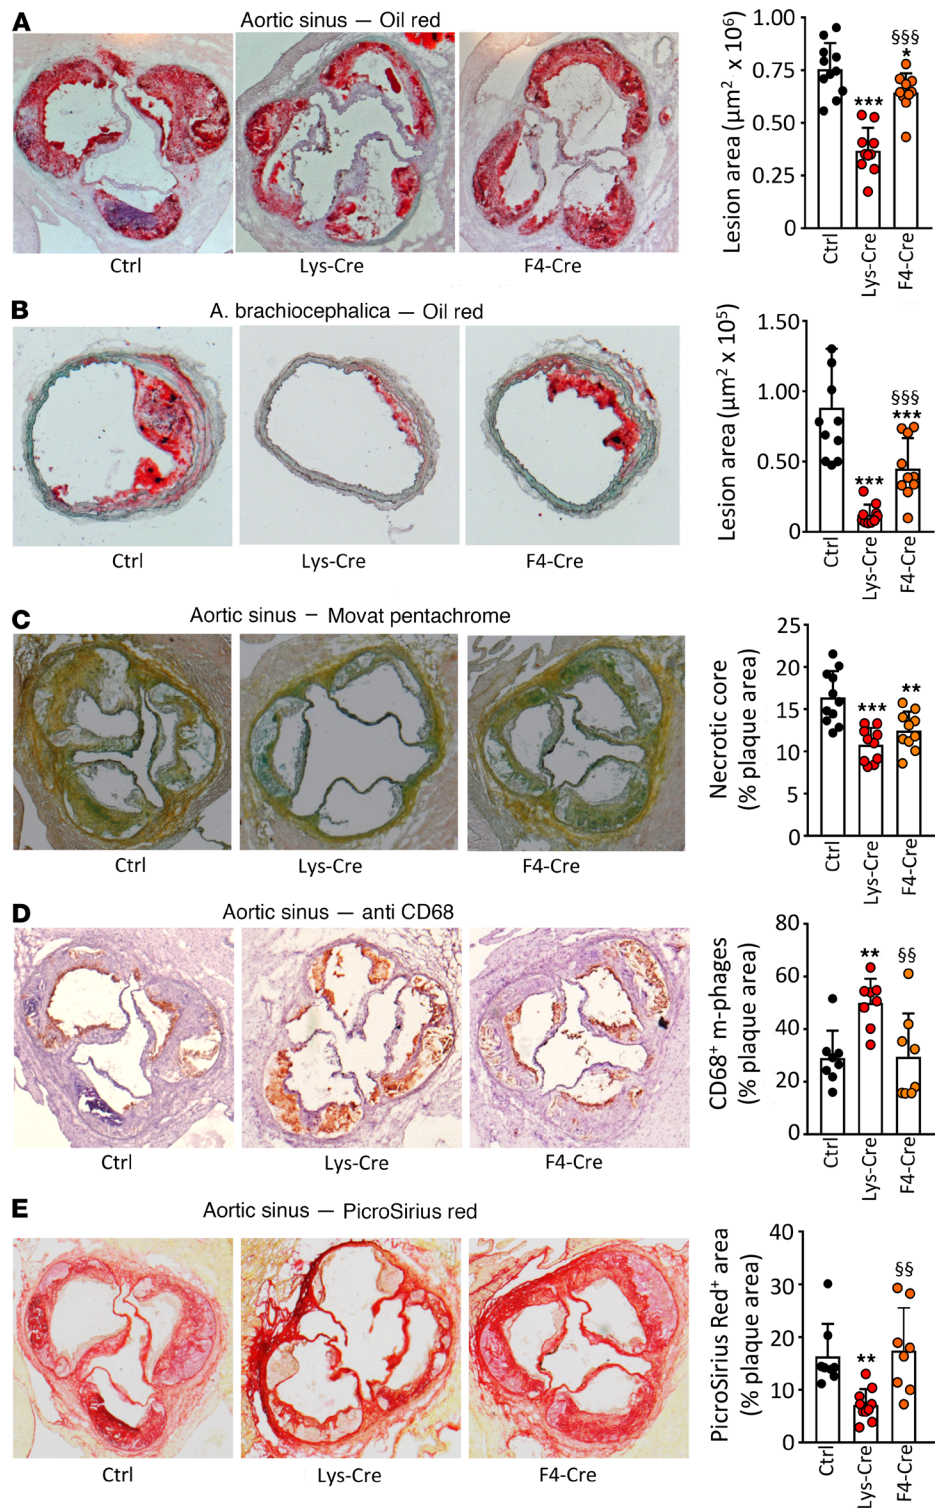 A
Aortic sinus — Oil red
Ctrl
Lys-Cre
F4-Cre
Lesion area (µm² x 10⁶)
1.00
0.75
0.50
0.25
0
***
§§§
*
Ctrl
Lys-Cre
F4-Cre
B
A. brachiocephalica — Oil red
Ctrl
Lys-Cre
F4-Cre
Lesion area (µm² x 10⁵)
1.50
1.00
0.50
0
***
§§§
***
Ctrl
Lys-Cre
F4-Cre
C
Aortic sinus – Movat pentachrome
Ctrl
Lys-Cre
F4-Cre
Necrotic core
(% plaque area)
25
20
15
10
5
0
***
**
Ctrl
Lys-Cre
F4-Cre
D
Aortic sinus — anti CD68
Ctrl
Lys-Cre
F4-Cre
CD68⁺ m-phages
(% plaque area)
80
60
40
20
0
**
§§
Ctrl
Lys-Cre
F4-Cre
E
Aortic sinus — PicroSirius red
Ctrl
Lys-Cre
F4-Cre
PicroSirius Red⁺ area
(% plaque area)
40
30
20
10
0
**
§§
Ctrl
Lys-Cre
F4-Cre